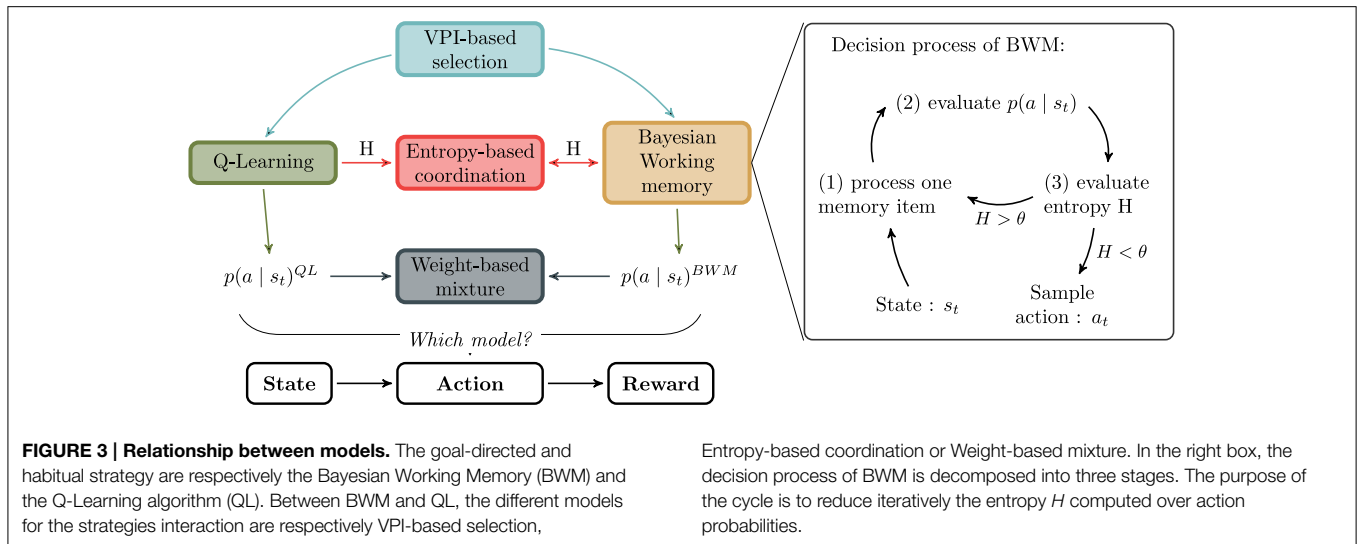 VPI-based
selection
Q-Learning
H
Entropy-based
coordination
H
Bayesian
Working
memory
p(a | s_t)^{QL}
Weight-based
mixture
p(a | s_t)^{BWM}
Which model?
State
Action
Reward
Decision process of BWM:
(2) evaluate p(a | s_t)
(1) process one
memory item
(3) evaluate
entropy H
H > θ
H < θ
State : s_t
Sample
action : a_t
FIGURE 3 | Relationship between models. The goal-directed and
habitual strategy are respectively the Bayesian Working Memory (BWM) and
the Q-Learning algorithm (QL). Between BWM and QL, the different models
for the strategies interaction are respectively VPI-based selection,
Entropy-based coordination or Weight-based mixture. In the right box, the
decision process of BWM is decomposed into three stages. The purpose of
the cycle is to reduce iteratively the entropy H computed over action
probabilities.